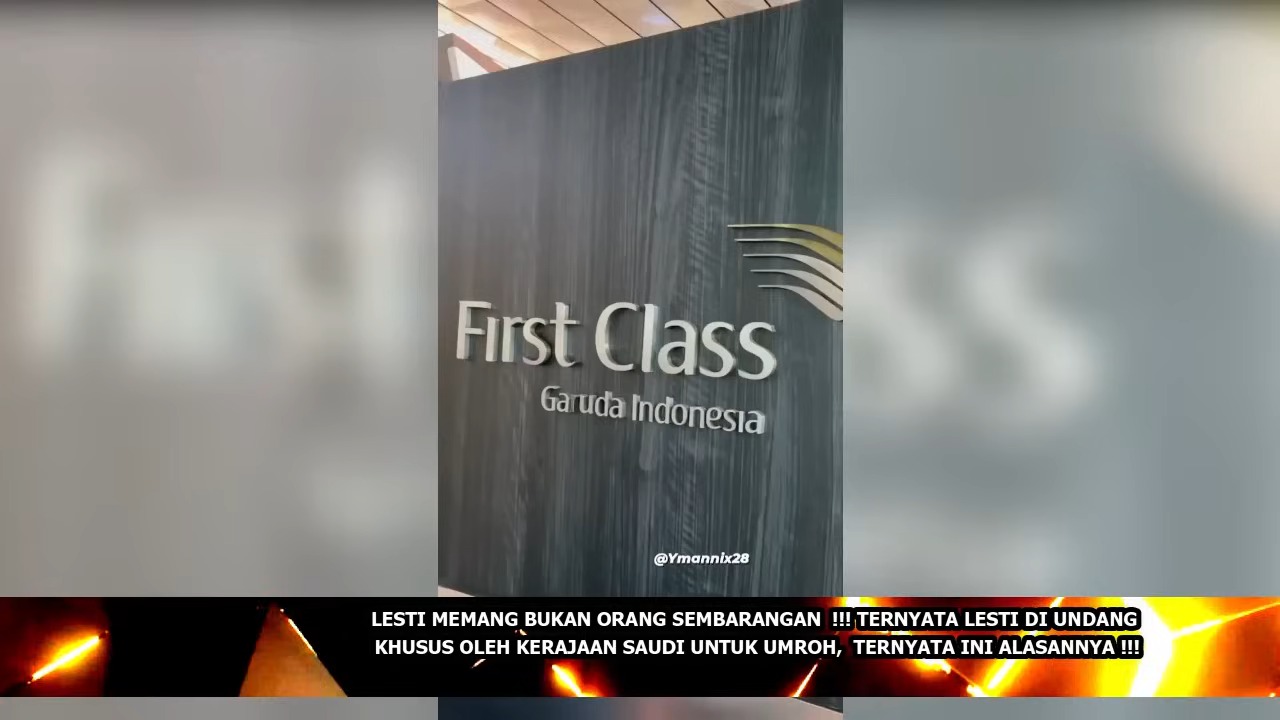 First Class
Garuda Indonesia
@Ymannix28
LESTI MEMANG BUKAN ORANG SEMBARANGAN !!! TERNYATA LESTI DI UNDANG
KHUSUS OLEH KERAJAAN SAUDI UNTUK UMROH, TERNYATA INI ALASANNYA !!!